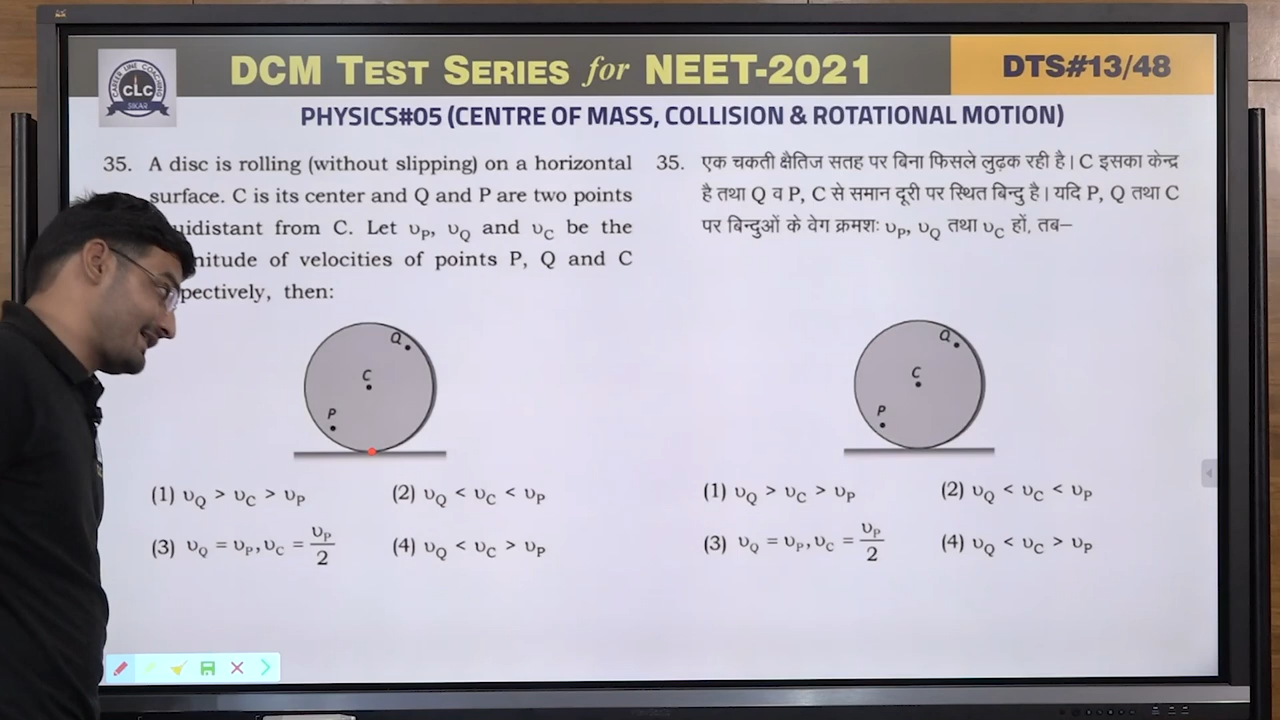 DCM TEST SERIES for NEET-2021
DTS#13/48
CAREER LINE COACHING
CLC
SIKAR
PHYSICS#05 (CENTRE OF MASS, COLLISION & ROTATIONAL MOTION)
35. A disc is rolling (without slipping) on a horizontal
surface. C is its center and Q and P are two points
uidistant from C. Let υP, υQ and υC be the
nitude of velocities of points P, Q and C
pectively, then:
Q
C
P
(1) υQ > υC > υP
(2) υQ < υC < υP
(3) υQ = υP, υC = υP/2
(4) υQ < υC > υP
35. एक चकती क्षैतिज सतह पर बिना फिसले लुढ़क रही है। C इसका केन्द्र
है तथा Q व P, C से समान दूरी पर स्थित बिन्दु है। यदि P, Q तथा C
पर बिन्दुओं के वेग क्रमशः υP, υQ तथा υC हों, तब–
Q
C
P
(1) υQ > υC > υP
(2) υQ < υC < υP
(3) υQ = υP, υC = υP/2
(4) υQ < υC > υP